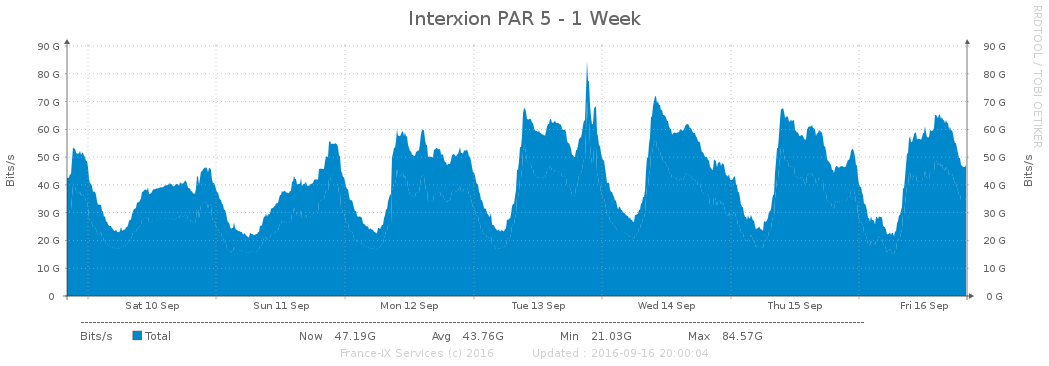 Interxion PAR 5 - 1 Week
RRDTOOL / TOBI OETIKER
Bits/s
90 G 90 G
80 G 80 G
70 G 70 G
60 G 60 G
50 G 50 G
40 G 40 G
30 G 30 G
20 G 20 G
10 G 10 G
0 0 G
Bits/s
Sat 10 Sep Sun 11 Sep Mon 12 Sep Tue 13 Sep Wed 14 Sep Thu 15 Sep Fri 16 Sep
Bits/s Total Now 47.19G Avg 43.76G Min 21.03G Max 84.57G
France-IX Services (c) 2016 Updated : 2016-09-16 20:00:04